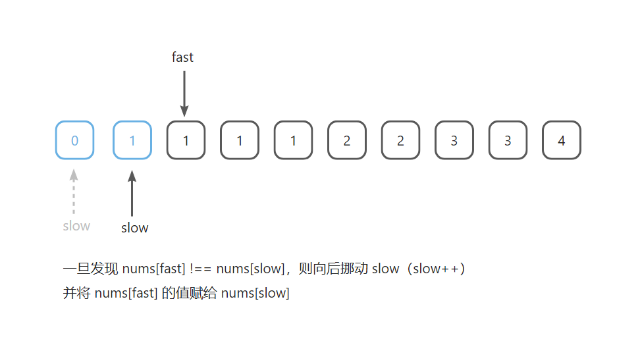 fast
0 1 1 1 1 2 2 3 3 4
slow slow
一旦发现 nums[fast] !== nums[slow]，则向后挪动 slow（slow++）
并将 nums[fast] 的值赋给 nums[slow]